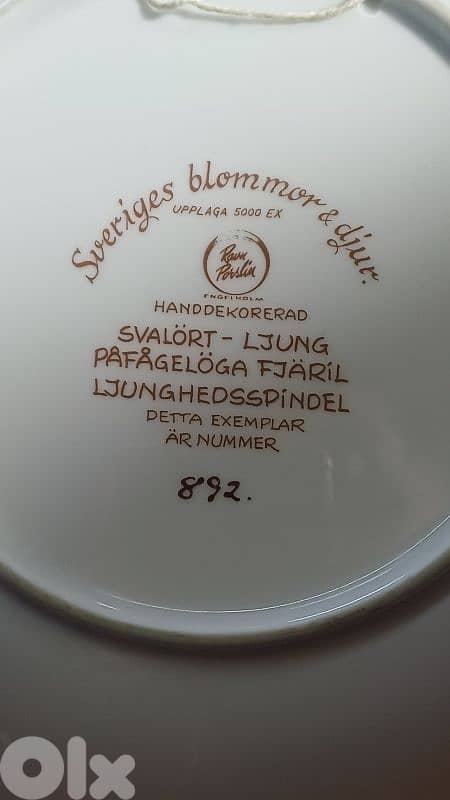 Sveriges blommor & djur.
UPPLAGA 5000 EX
Ravn
Porslin
ENGELHOLM
HANDDEKORERAD
SVALÖRT - LJUNG
PÅFÅGELÖGA FJÄRIL
LJUNGHEDSSPINDEL
DETTA EXEMPLAR
ÄR NUMMER
892.
Olx